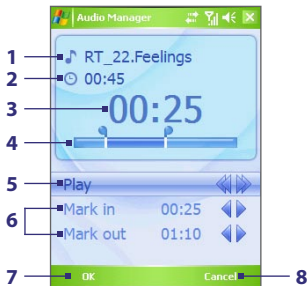 Audio Manager
1 RT_22.Feelings
2 00:45
3 00:25
4
5 Play
6 Mark in 00:25
Mark out 01:10
7 OK Cancel 8